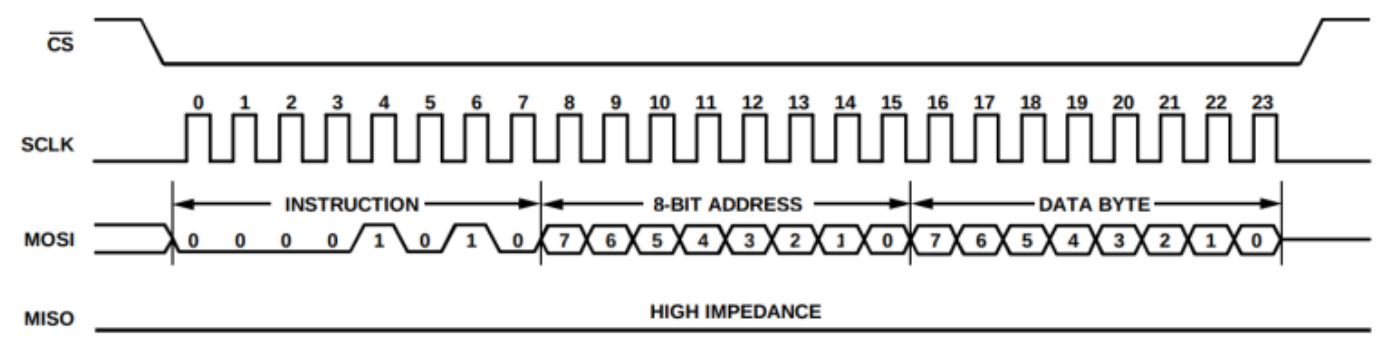 CS
0 1 2 3 4 5 6 7 8 9 10 11 12 13 14 15 16 17 18 19 20 21 22 23
SCLK
INSTRUCTION 8-BIT ADDRESS DATA BYTE
MOSI 0 0 0 0 1 0 1 0 7 6 5 4 3 2 1 0 7 6 5 4 3 2 1 0
HIGH IMPEDANCE
MISO